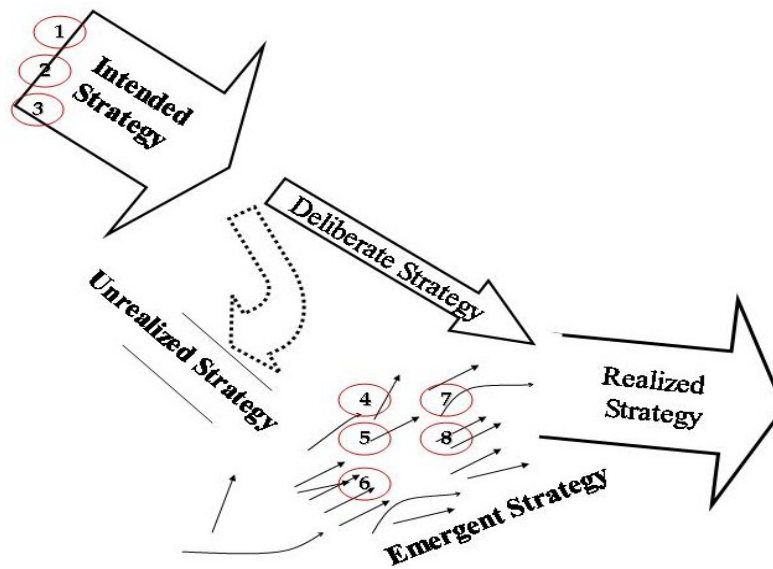 1
2
3
Intended
Strategy
Deliberate Strategy
Unrealized Strategy
4
7
5
8
6
Realized
Strategy
Emergent Strategy